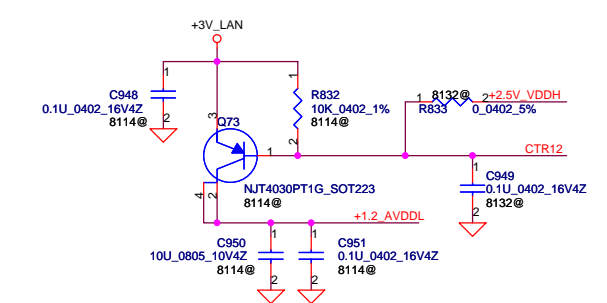 +3V_LAN
1
C948
0.1U_0402_16V4Z
8114@
2
1
R832
10K_0402_1%
8114@
2
3
Q73
1
NJT4030PT1G_SOT223
8114@
4
2
1 8132@ 2 +2.5V_VDDH
R833 0_0402_5%
CTR12
1
C949
0.1U_0402_16V4Z
8132@
2
+1.2_AVDDL
1
C950
10U_0805_10V4Z
8114@
2
1
C951
0.1U_0402_16V4Z
8114@
2